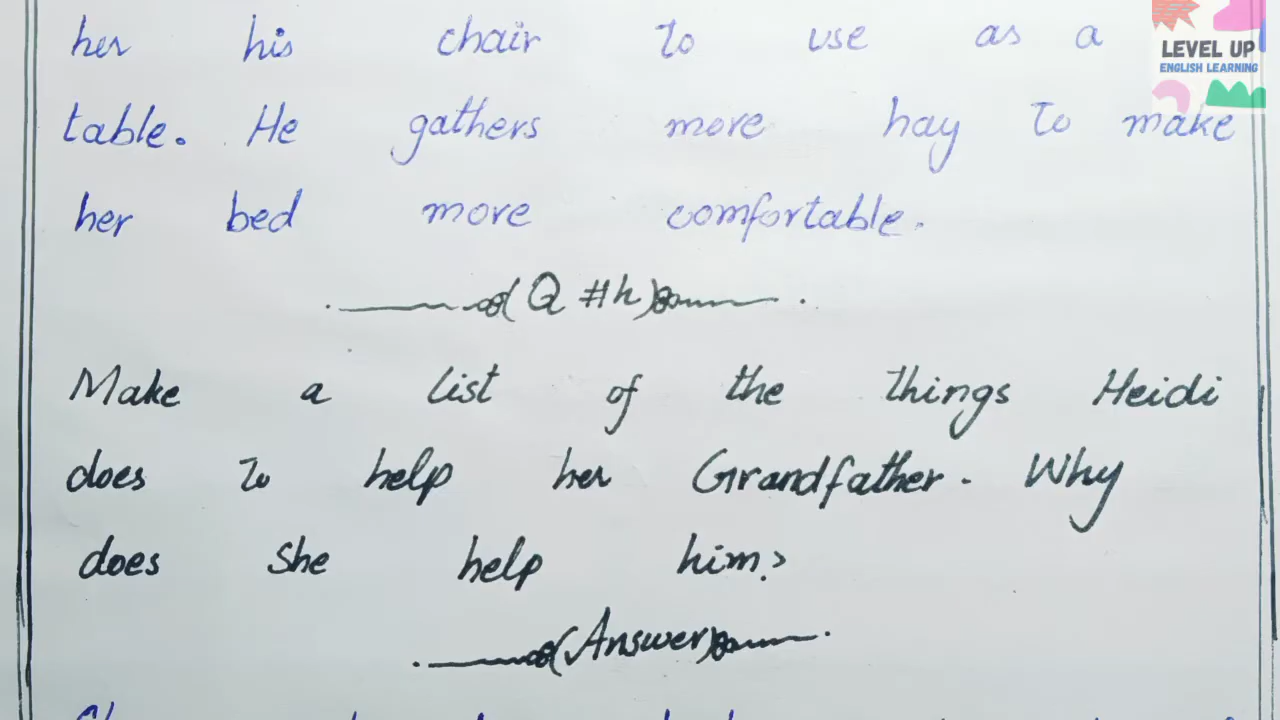 her his chair to use as a
LEVEL UP
ENGLISH LEARNING
table. He gathers more hay to make
her bed more comfortable.
(Q #h)
Make a list of the things Heidi
does to help her Grandfather. Why
does she help him?
(Answer)